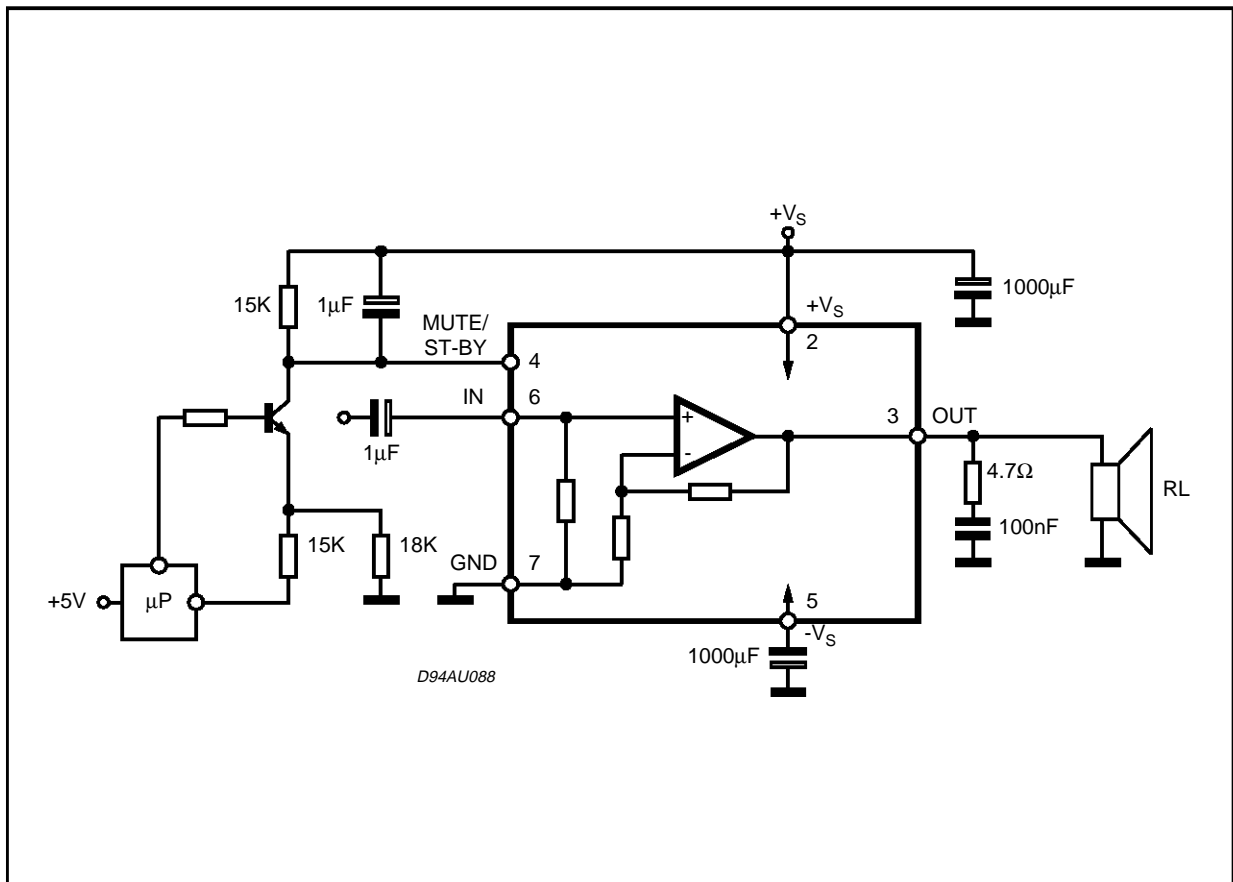 +VS
15K
1μF
1000μF
MUTE/
ST-BY
4
+VS
2
IN
6
1μF
+
-
3
OUT
4.7Ω
RL
100nF
15K
18K
GND
7
+5V
μP
5
-VS
1000μF
D94AU088